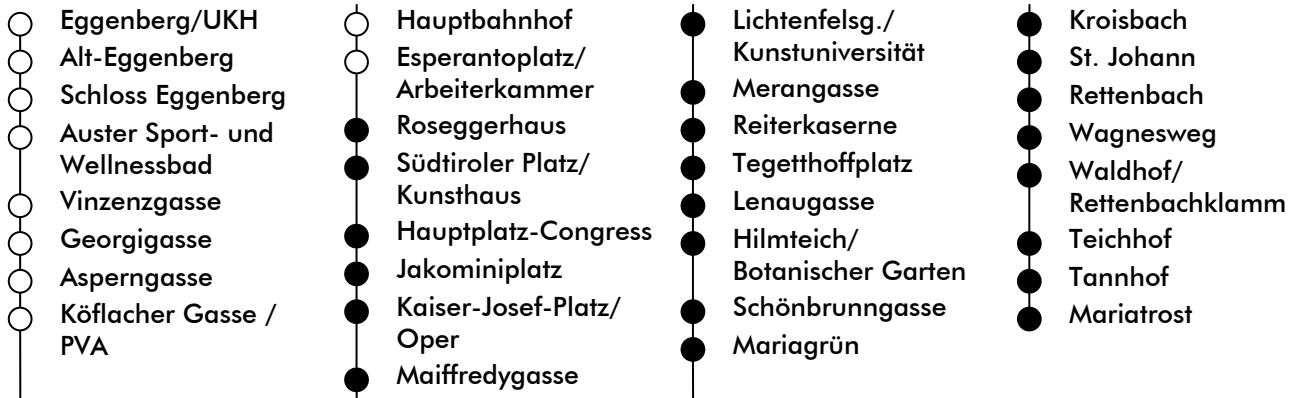 Eggenberg/UKH
Alt-Eggenberg
Schloss Eggenberg
Auster Sport- und
Wellnessbad
Vinzenzgasse
Georgigasse
Asperngasse
Köflacher Gasse /
PVA
Hauptbahnhof
Esperantoplatz/
Arbeiterkammer
Roseggerhaus
Südtiroler Platz/
Kunsthaus
Hauptplatz-Congress
Jakominiplatz
Kaiser-Josef-Platz/
Oper
Maiffredygasse
Lichtenfelsg./
Kunstuniversität
Merangasse
Reiterkaserne
Tegetthoffplatz
Lenaugasse
Hilmteich/
Botanischer Garten
Schönbrunngasse
Mariagrün
Kroisbach
St. Johann
Rettenbach
Wagnesweg
Waldhof/
Rettenbachklamm
Teichhof
Tannhof
Mariatrost